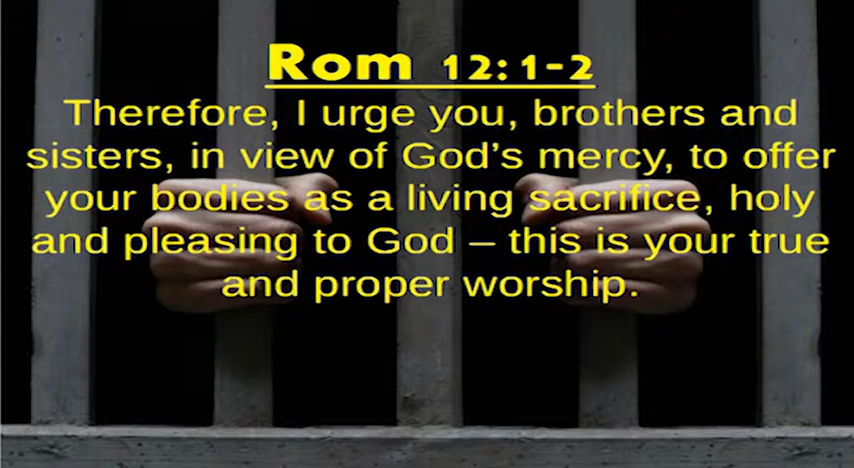 Rom 12:1-2
Therefore, I urge you, brothers and
sisters, in view of God’s mercy, to offer
your bodies as a living sacrifice, holy
and pleasing to God – this is your true
and proper worship.